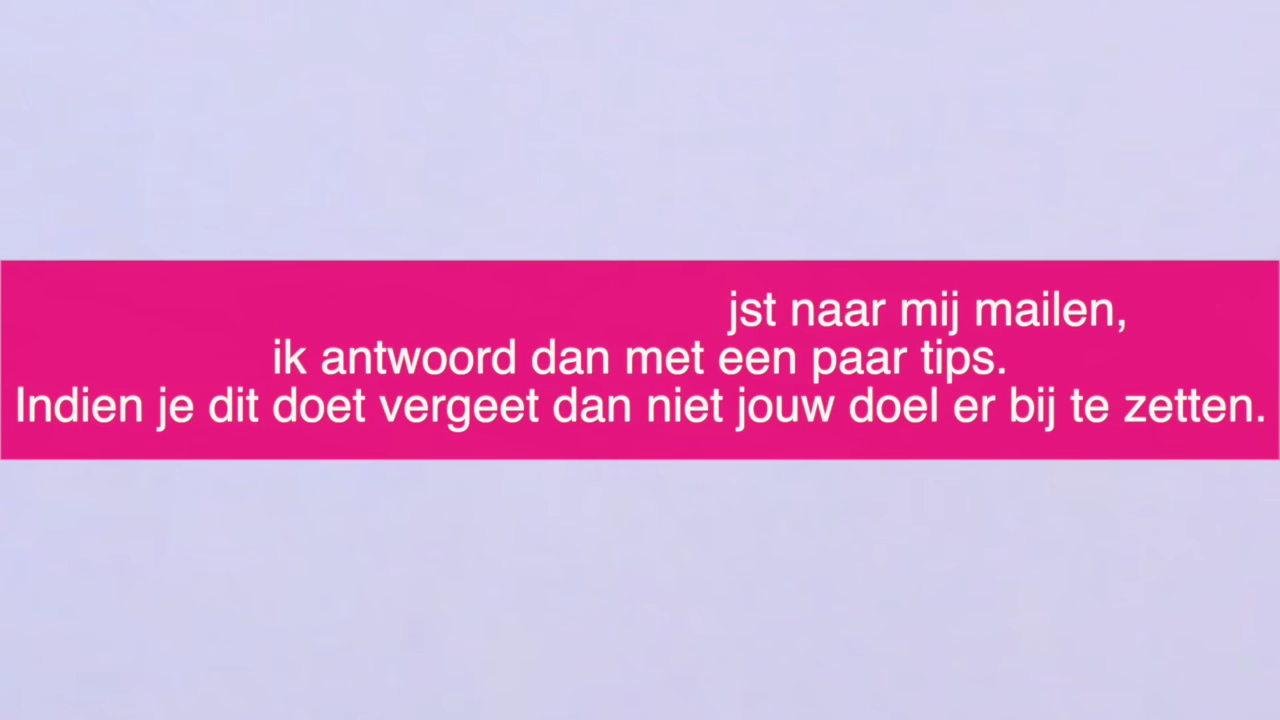 jst naar mij mailen,
ik antwoord dan met een paar tips.
Indien je dit doet vergeet dan niet jouw doel er bij te zetten.